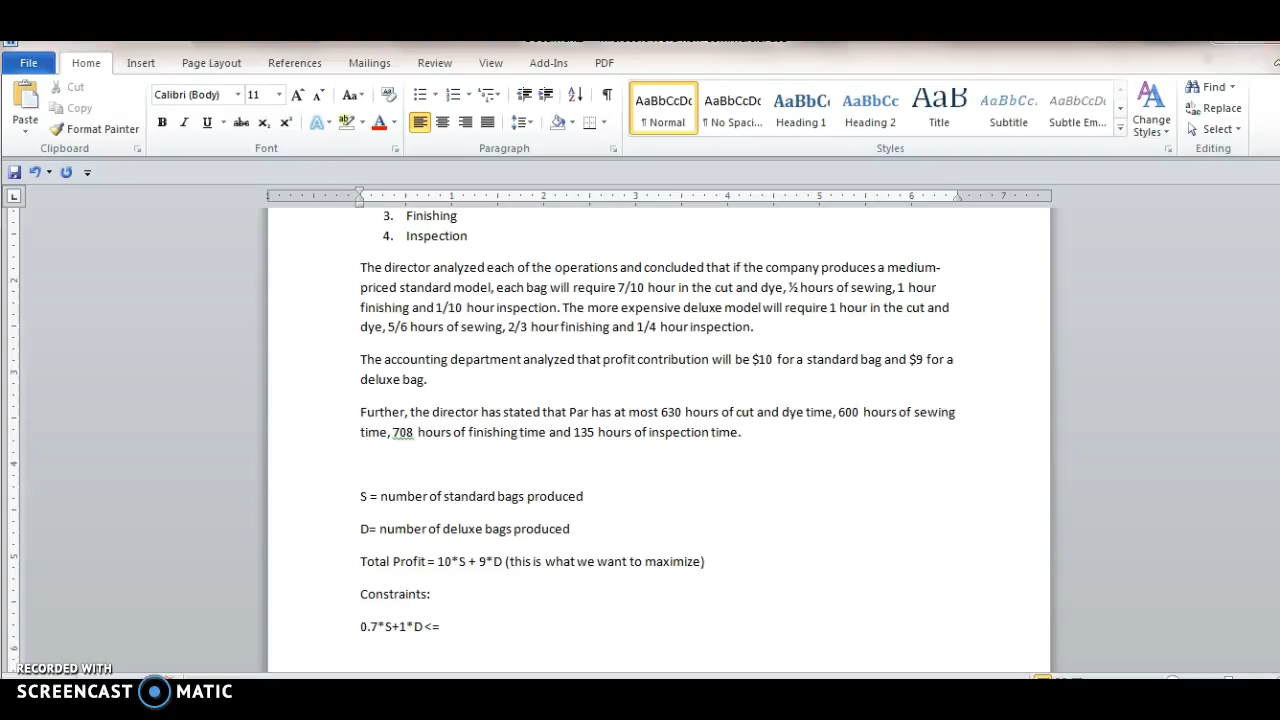 File Home Insert Page Layout References Mailings Review View Add-Ins PDF
Paste Cut Copy Format Painter Clipboard
Calibri (Body) 11 Font
Paragraph
AaBbCcDc ¶ Normal AaBbCcDc ¶ No Spaci... AaBbC Heading 1 AaBbCc Heading 2 AaB Title AaBbCc. Subtitle AaBbCcDc Subtle Em... Change Styles Styles
Find Replace Select Editing
1 1 2 3 4 5 6 7
3. Finishing
4. Inspection
The director analyzed each of the operations and concluded that if the company produces a medium-
priced standard model, each bag will require 7/10 hour in the cut and dye, ½ hours of sewing, 1 hour
finishing and 1/10 hour inspection. The more expensive deluxe model will require 1 hour in the cut and
dye, 5/6 hours of sewing, 2/3 hour finishing and 1/4 hour inspection.
The accounting department analyzed that profit contribution will be $10 for a standard bag and $9 for a
deluxe bag.
Further, the director has stated that Par has at most 630 hours of cut and dye time, 600 hours of sewing
time, 708 hours of finishing time and 135 hours of inspection time.
S = number of standard bags produced
D= number of deluxe bags produced
Total Profit = 10*S + 9*D (this is what we want to maximize)
Constraints:
0.7*S+1*D<=
RECORDED WITH
SCREENCAST MATIC